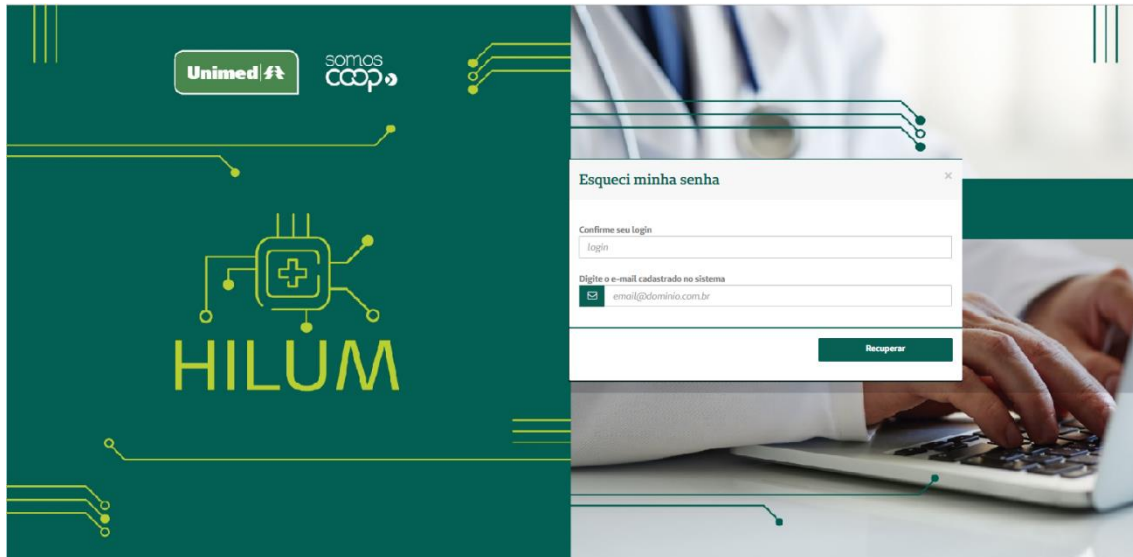 Unimed
somos
coop
HILUM
Esqueci minha senha
×
Confirme seu login
login
Digite o e-mail cadastrado no sistema
email@dominio.com.br
Recuperar